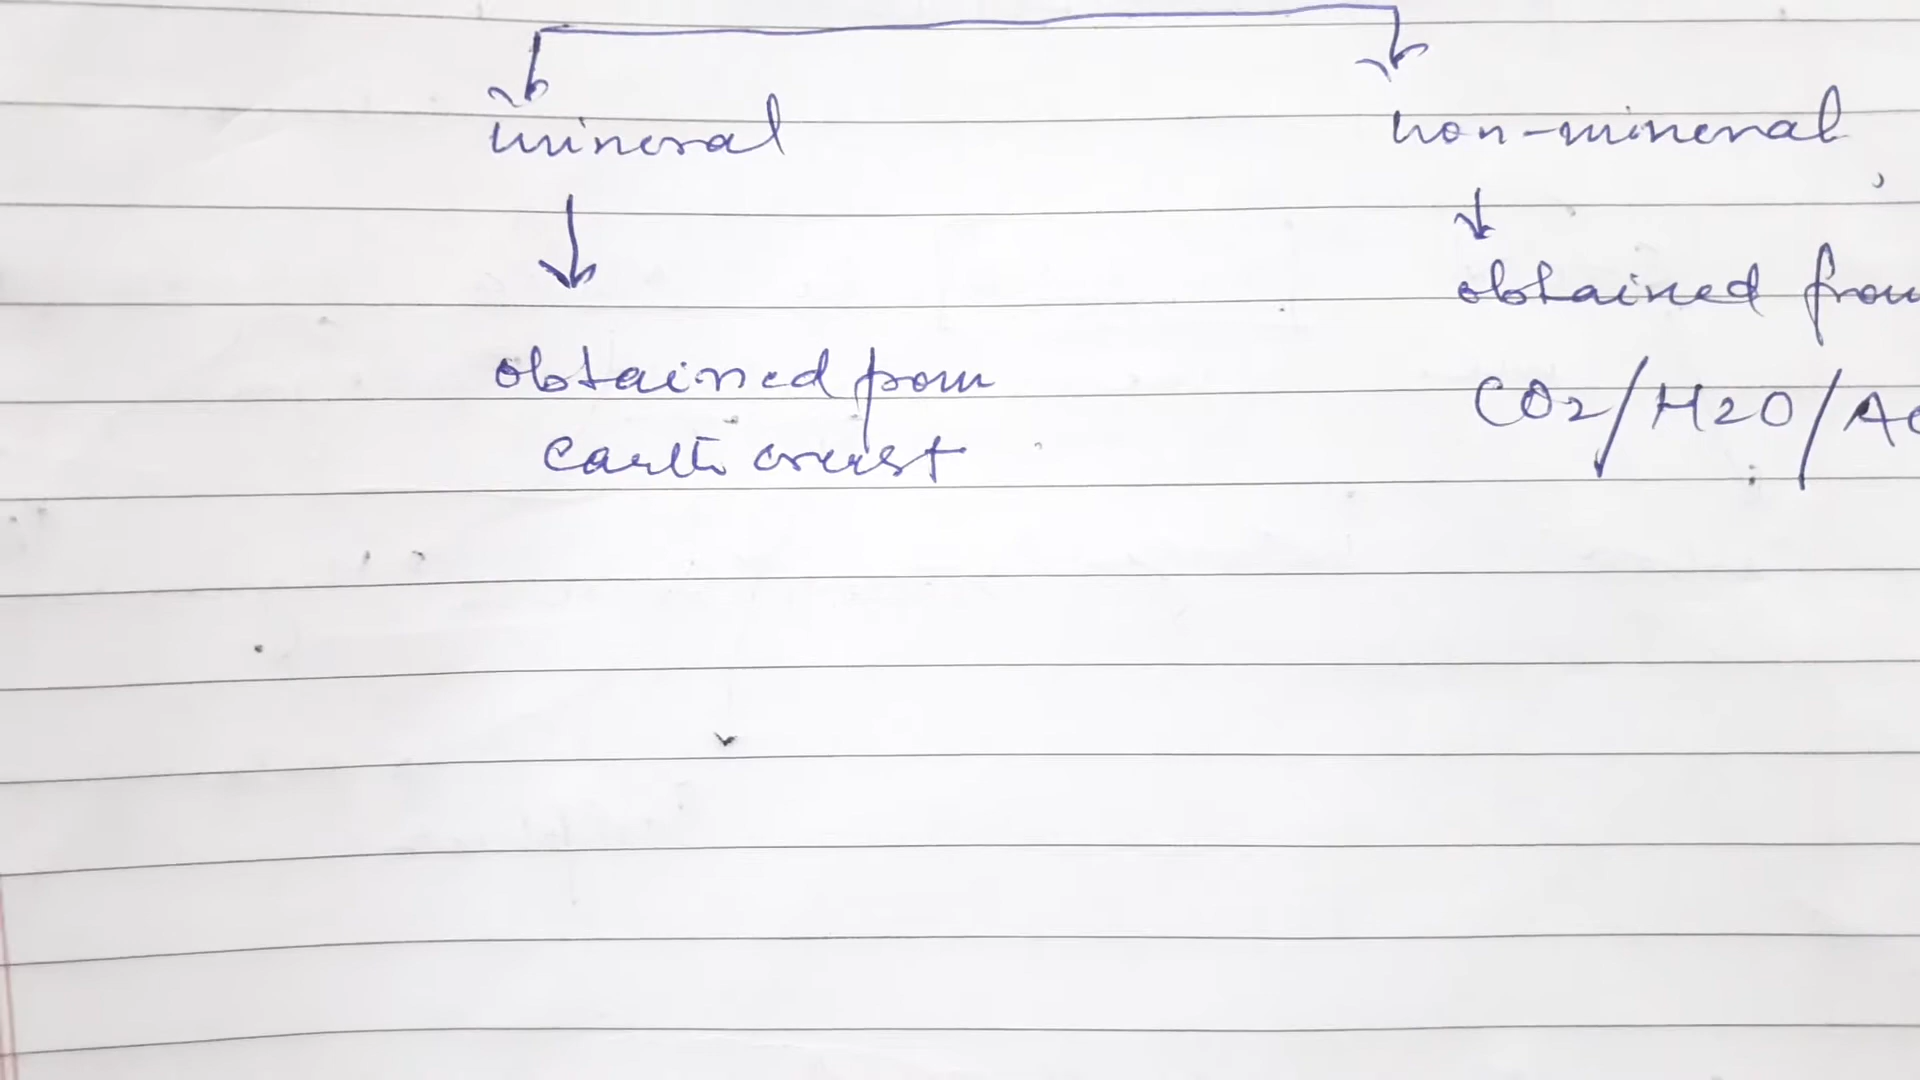 mineral
non-mineral
obtained from
earth crust
obtained from
CO2/H2O/